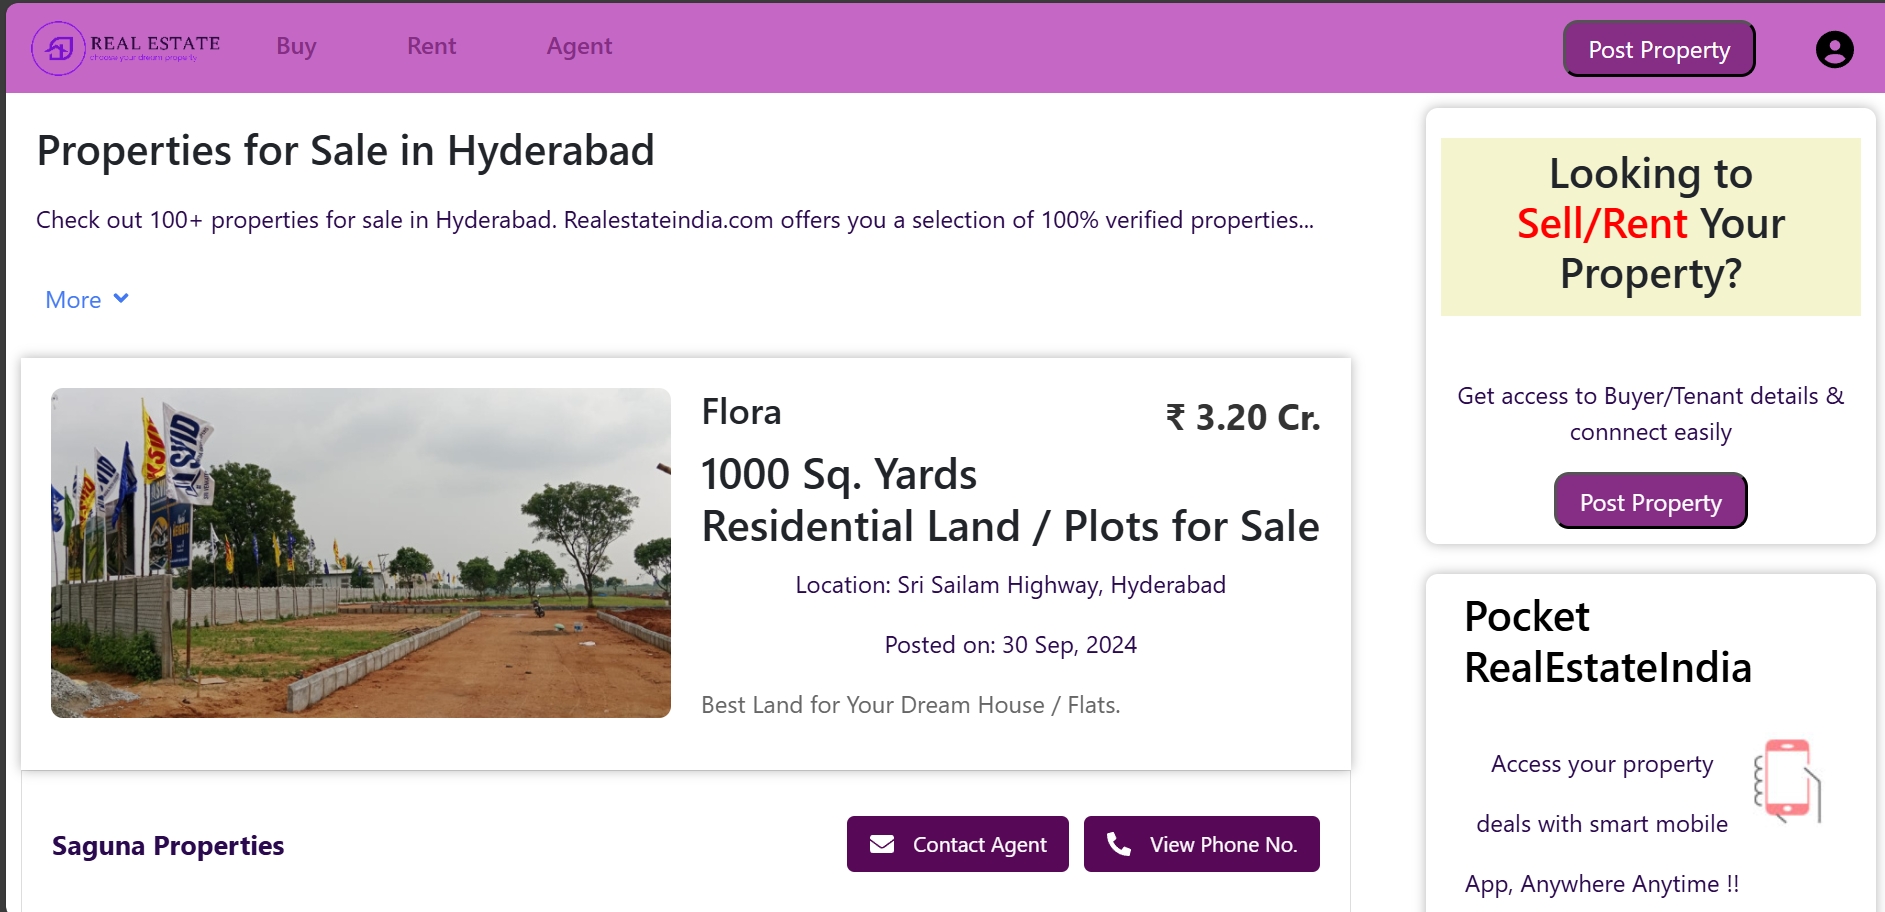 REAL ESTATE
choose your dream property
Buy
Rent
Agent
Post Property
Properties for Sale in Hyderabad
Check out 100+ properties for sale in Hyderabad. Realestateindia.com offers you a selection of 100% verified properties...
More
Flora
₹ 3.20 Cr.
1000 Sq. Yards
Residential Land / Plots for Sale
Location: Sri Sailam Highway, Hyderabad
Posted on: 30 Sep, 2024
Best Land for Your Dream House / Flats.
Saguna Properties
Contact Agent
View Phone No.
Looking to
Sell/Rent Your
Property?
Get access to Buyer/Tenant details &
connnect easily
Post Property
Pocket
RealEstateIndia
Access your property
deals with smart mobile
App, Anywhere Anytime !!